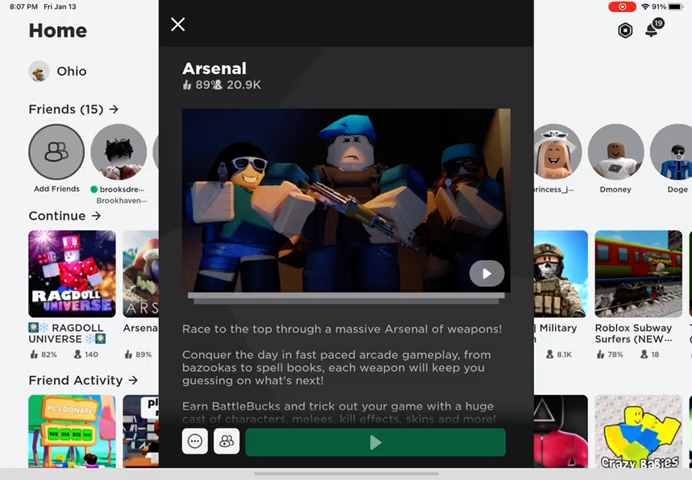 8:07 PM Fri Jan 13
91%
Home
19
Ohio
Arsenal
89% 20.9K
Friends (15) →
Add Friends
brooksdre...
Brookhaven...
princess_j...
Dmoney
Doge
Continue →
RAGDOLL
UNIVERSE
RAGDOLL
UNIVERSE
82% 140
Arsena
89%
] Military
8.1K
Roblox Subway
Surfers (NEW...
78% 18
Race to the top through a massive Arsenal of weapons!
Conquer the day in fast paced arcade gameplay, from
bazookas to spell books, each weapon will keep you
guessing on what's next!
Earn BattleBucks and trick out your game with a huge
cast of characters, melees, kill effects, skins and more!
Friend Activity →
PLS DONATE
CRAZY BABIES